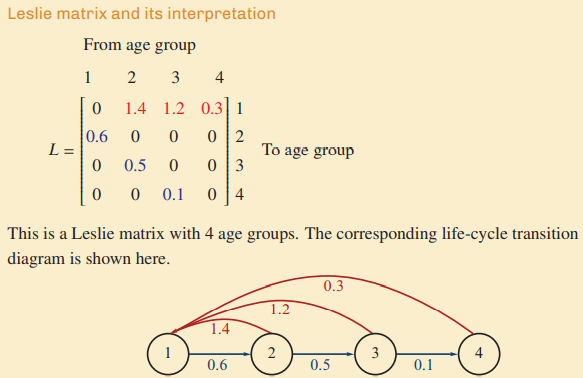 Leslie matrix and its interpretation
From age group
1 2 3 4
0 1.4 1.2 0.3 1
0.6 0 0 0 2
L = To age group
0 0.5 0 0 3
0 0 0.1 0 4
This is a Leslie matrix with 4 age groups. The corresponding life-cycle transition
diagram is shown here.
0.3
1.2
1.4
1 2 3 4
0.6 0.5 0.1